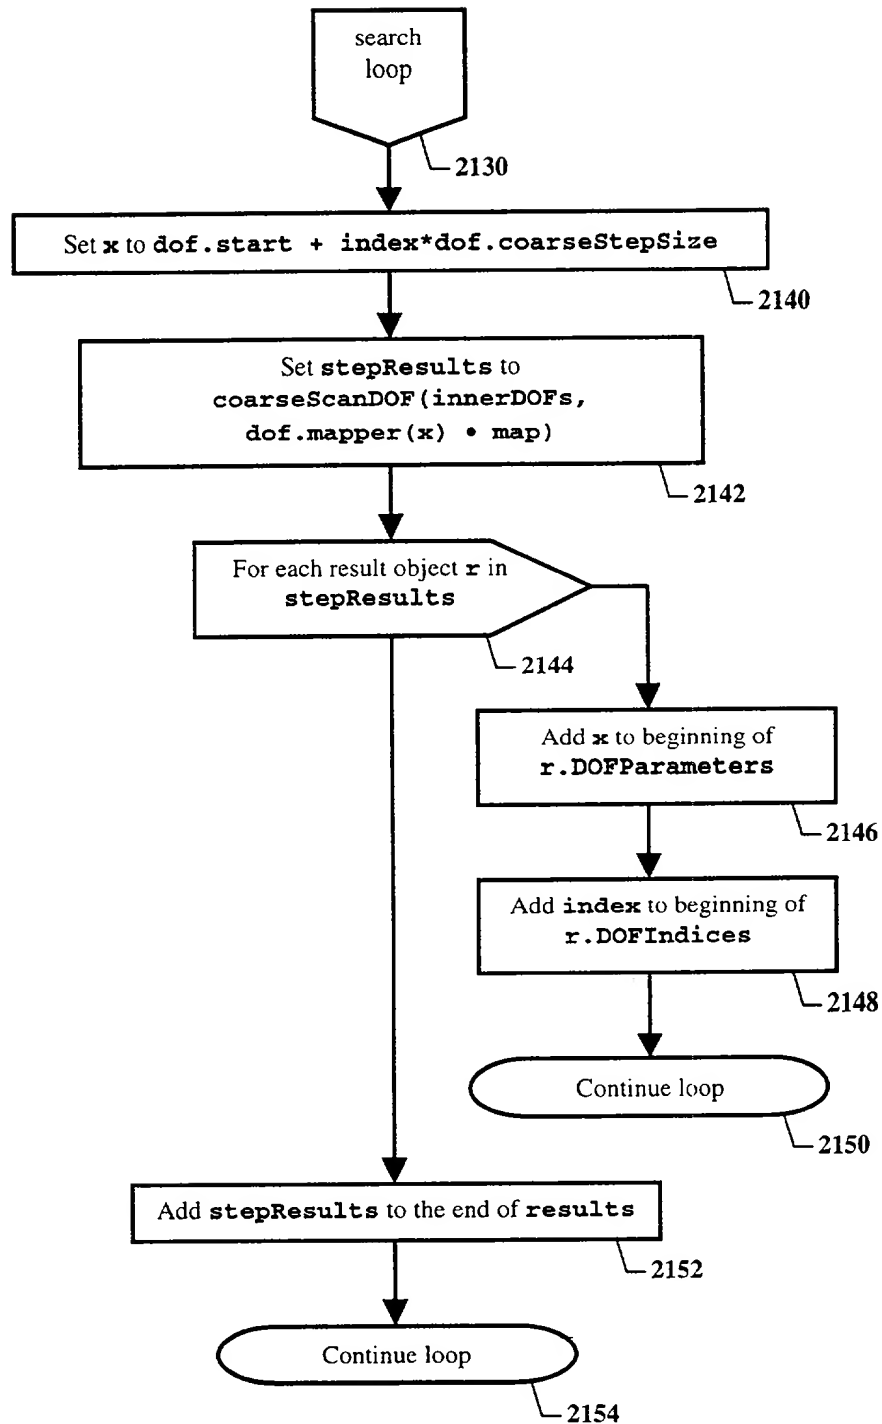 search
loop
2130
Set x to dof.start + index*dof.coarseStepSize
2140
Set stepResults to
coarseScanDOF(innerDOFs,
dof.mapper(x) • map)
2142
For each result object r in
stepResults
2144
Add x to beginning of
r.DOFParameters
2146
Add index to beginning of
r.DOFIndices
2148
Continue loop
2150
Add stepResults to the end of results
2152
Continue loop
2154